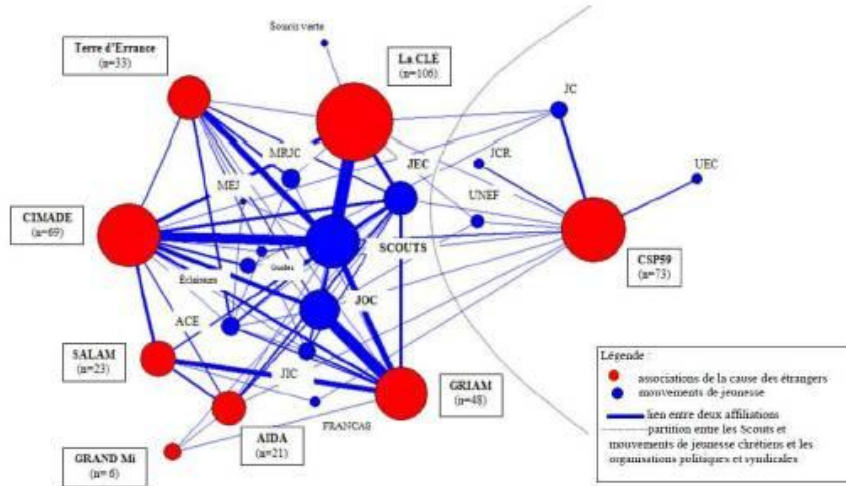 Souris verte
Terre d'Errance
(n=33)
La CLÉ
(n=106)
JC
MRJC
JEC
JCR
UEC
MEJ
UNEF
CIMADE
(n=69)
SCOUTS
CSP59
(n=73)
Guides
Éclaireurs
JOC
ACE
SALAM
(n=23)
JIC
GRIAM
(n=48)
FRANCAS
AIDA
(n=21)
GRAND Mi
(n= 6)
Légende :
associations de la cause des étrangers
mouvements de jeunesse
lien entre deux affiliations
partition entre les Scouts et
mouvements de jeunesse chrétiens et les
organisations politiques et syndicales